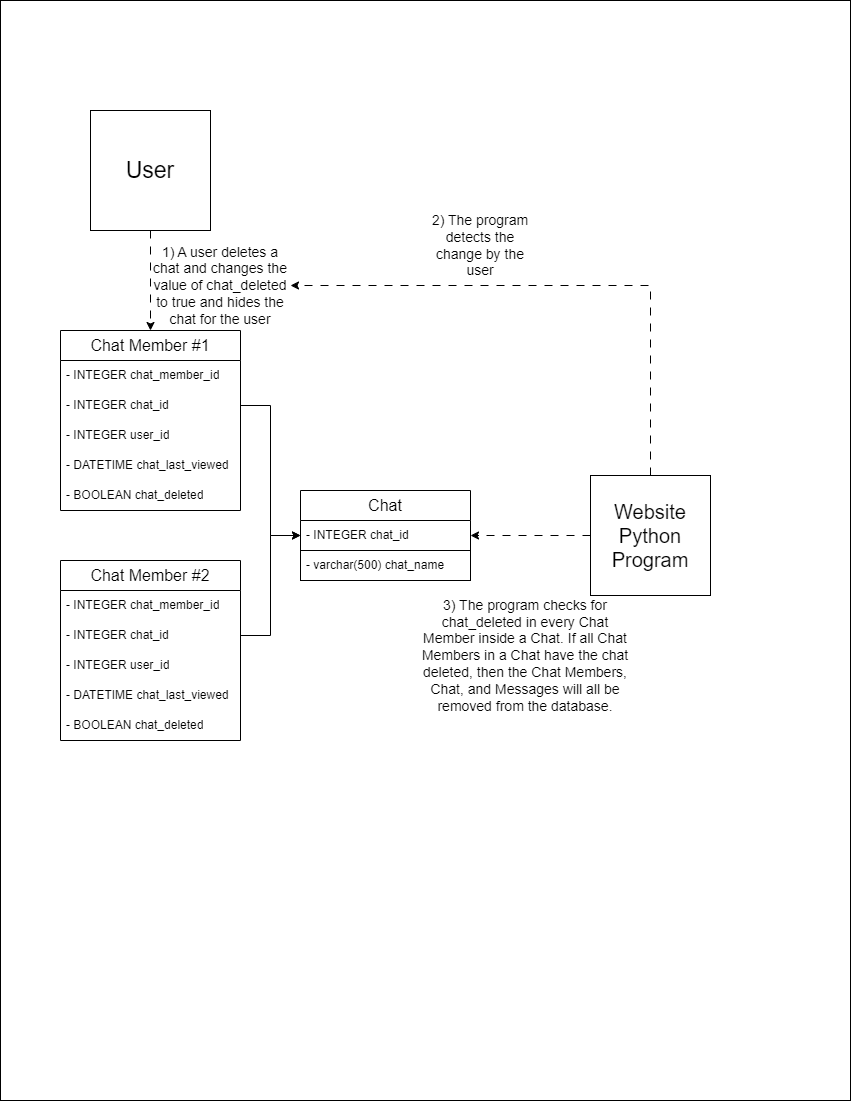 User
1) A user deletes a
chat and changes the
value of chat_deleted
to true and hides the
chat for the user
2) The program
detects the
change by the
user
Chat Member #1
- INTEGER chat_member_id
- INTEGER chat_id
- INTEGER user_id
- DATETIME chat_last_viewed
- BOOLEAN chat_deleted
Chat Member #2
- INTEGER chat_member_id
- INTEGER chat_id
- INTEGER user_id
- DATETIME chat_last_viewed
- BOOLEAN chat_deleted
Chat
- INTEGER chat_id
- varchar(500) chat_name
Website
Python
Program
3) The program checks for
chat_deleted in every Chat
Member inside a Chat. If all Chat
Members in a Chat have the chat
deleted, then the Chat Members,
Chat, and Messages will all be
removed from the database.